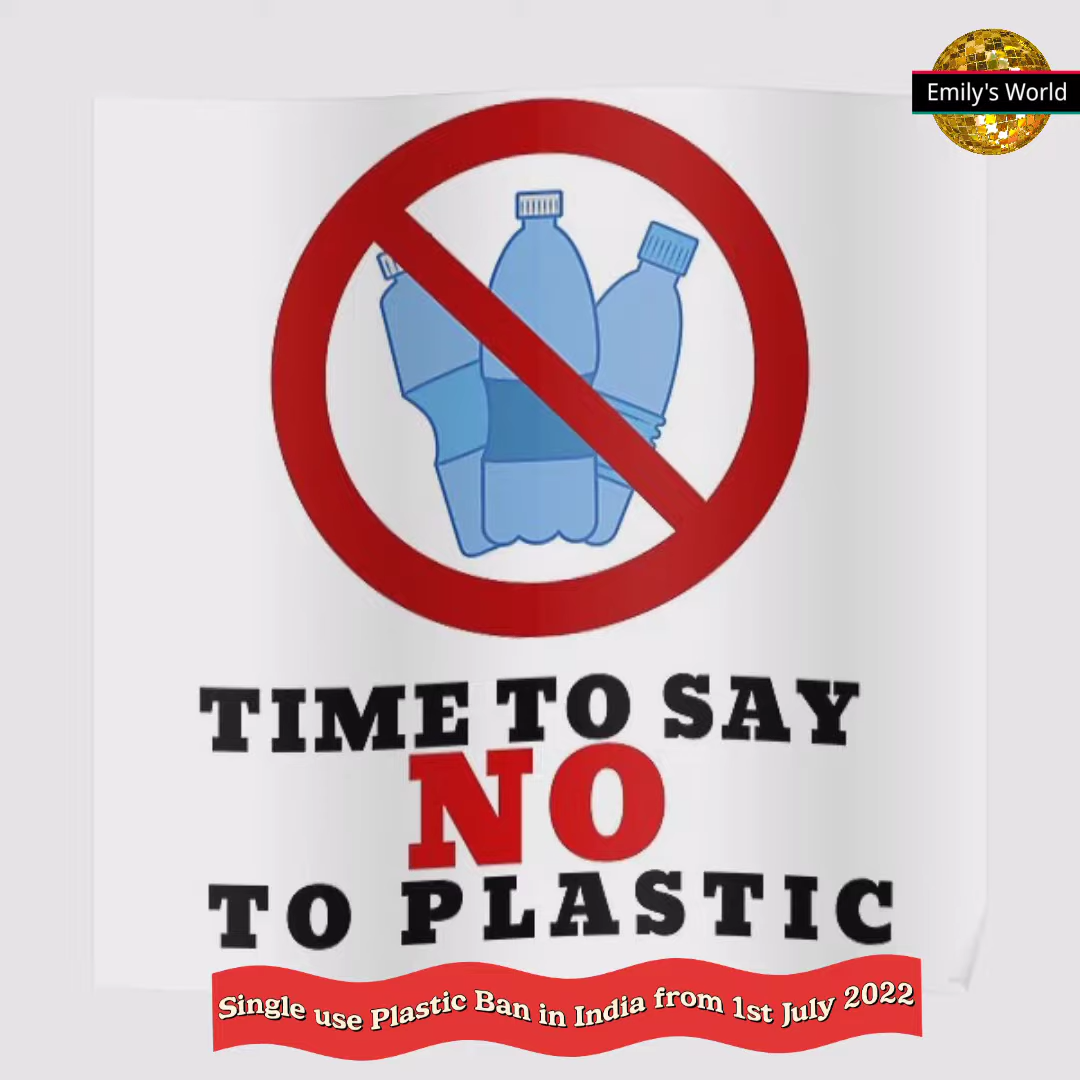 Emily's World
TIME TO SAY
NO
TO PLASTIC
Single use Plastic Ban in India from 1st July 2022